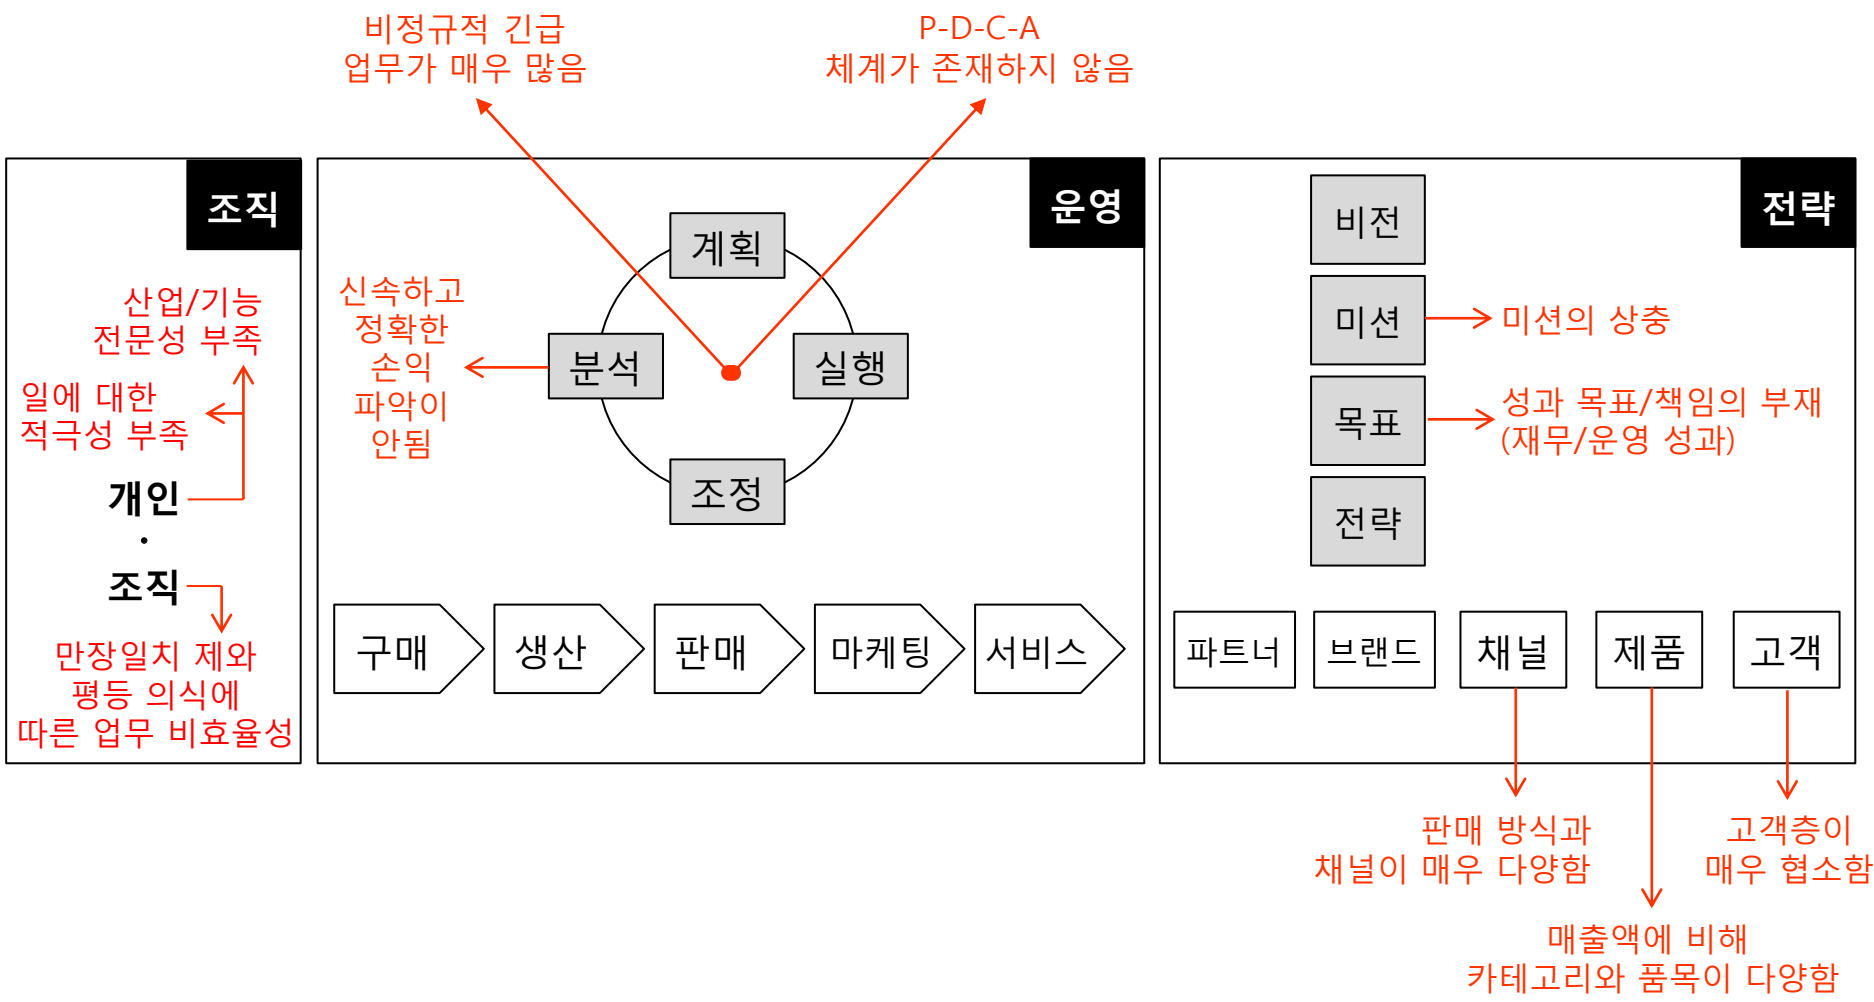 비정규적 긴급
업무가 매우 많음
P-D-C-A
체계가 존재하지 않음
조직
산업/기능
전문성 부족
일에 대한
적극성 부족
개인
·
조직
만장일치 제와
평등 의식에
따른 업무 비효율성
운영
계획
신속하고
정확한
손익
파악이
안됨
분석
실행
조정
구매
생산
판매
마케팅
서비스
전략
비전
미션
미션의 상충
목표
성과 목표/책임의 부재
(재무/운영 성과)
전략
파트너
브랜드
채널
제품
고객
판매 방식과
채널이 매우 다양함
고객층이
매우 협소함
매출액에 비해
카테고리와 품목이 다양함